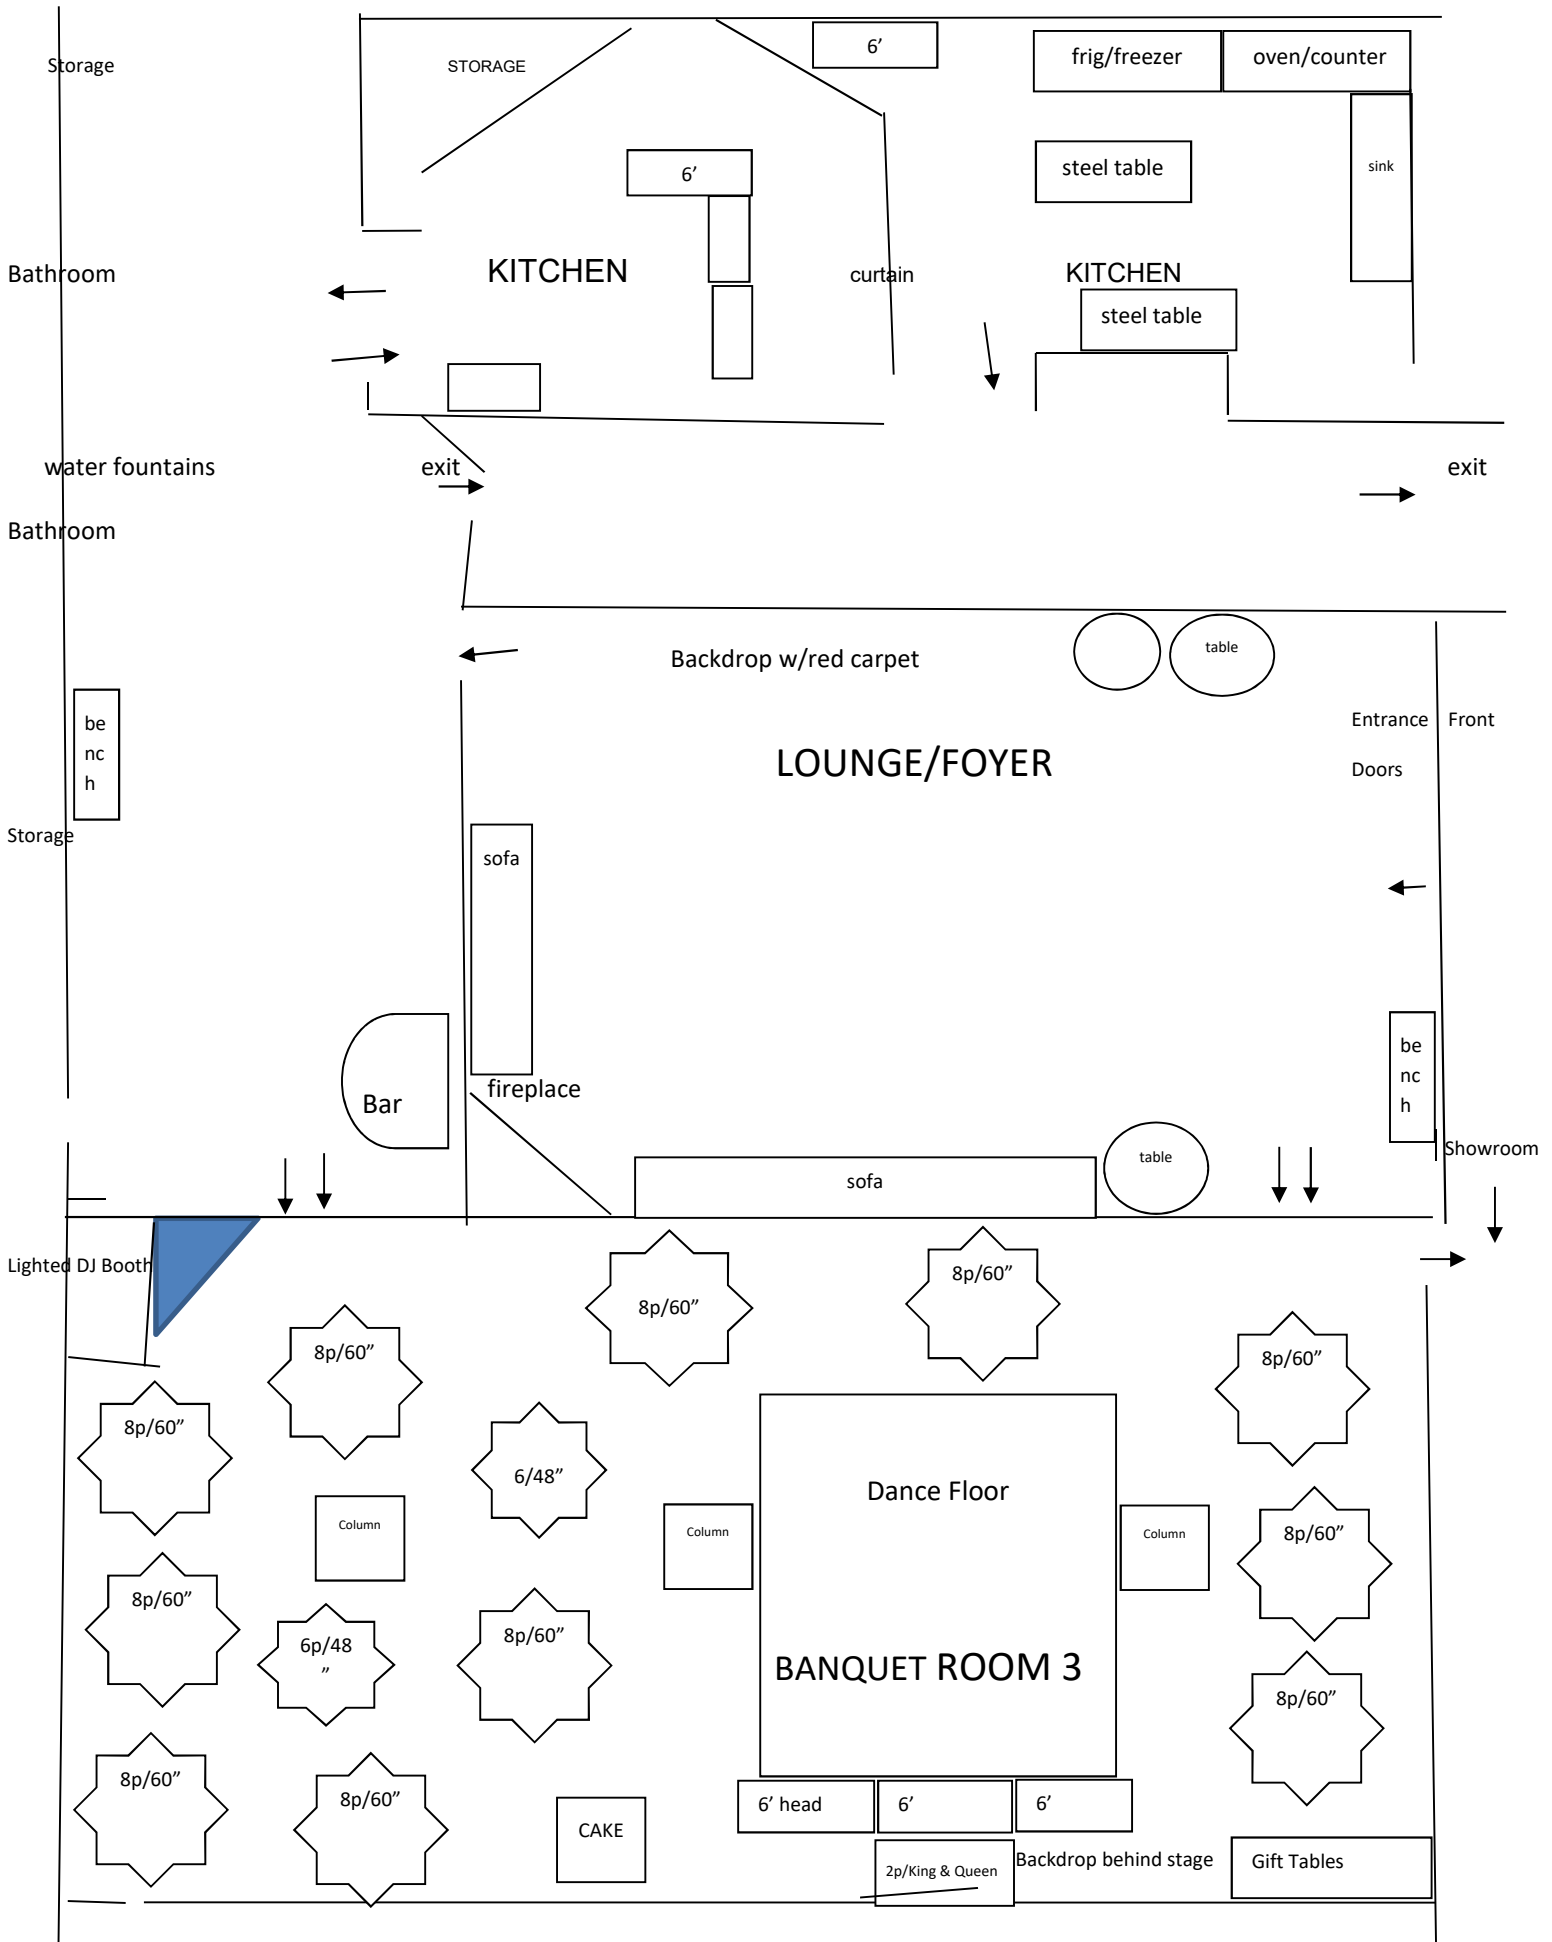 6’
frig/freezer
oven/counter
Storage
STORAGE
steel table
sink
6’
Bathroom
KITCHEN
curtain
KITCHEN
steel table
water fountains
exit
exit
Bathroom
Backdrop w/red carpet
table
be
nc
h
Entrance
Front
LOUNGE/FOYER
Doors
Storage
sofa
be
nc
h
fireplace
Bar
Showroom
table
sofa
Lighted DJ Booth
8p/60”
8p/60”
8p/60”
8p/60”
8p/60”
6/48”
Dance Floor
Column
Column
Column
8p/60”
8p/60”
6p/48
”
8p/60”
BANQUET ROOM 3
8p/60”
8p/60”
8p/60”
6’ head
6’
6’
CAKE
2p/King & Queen
Backdrop behind stage
Gift Tables